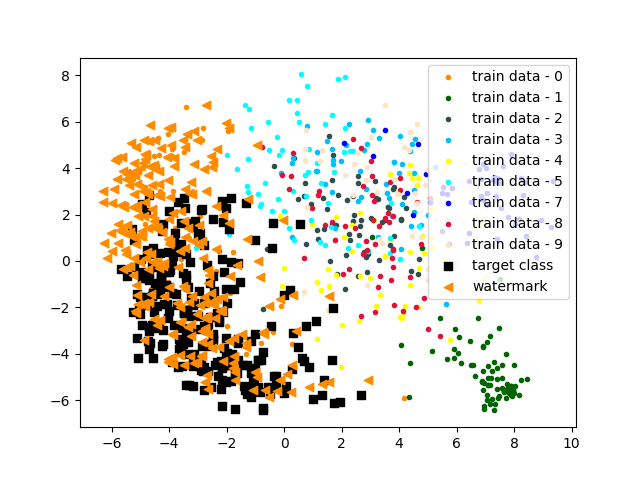 8
6
4
2
0
−2
−4
−6
−6
−4
−2
0
2
4
6
8
10
train data - 0
train data - 1
train data - 2
train data - 3
train data - 4
train data - 5
train data - 7
train data - 8
train data - 9
target class
watermark